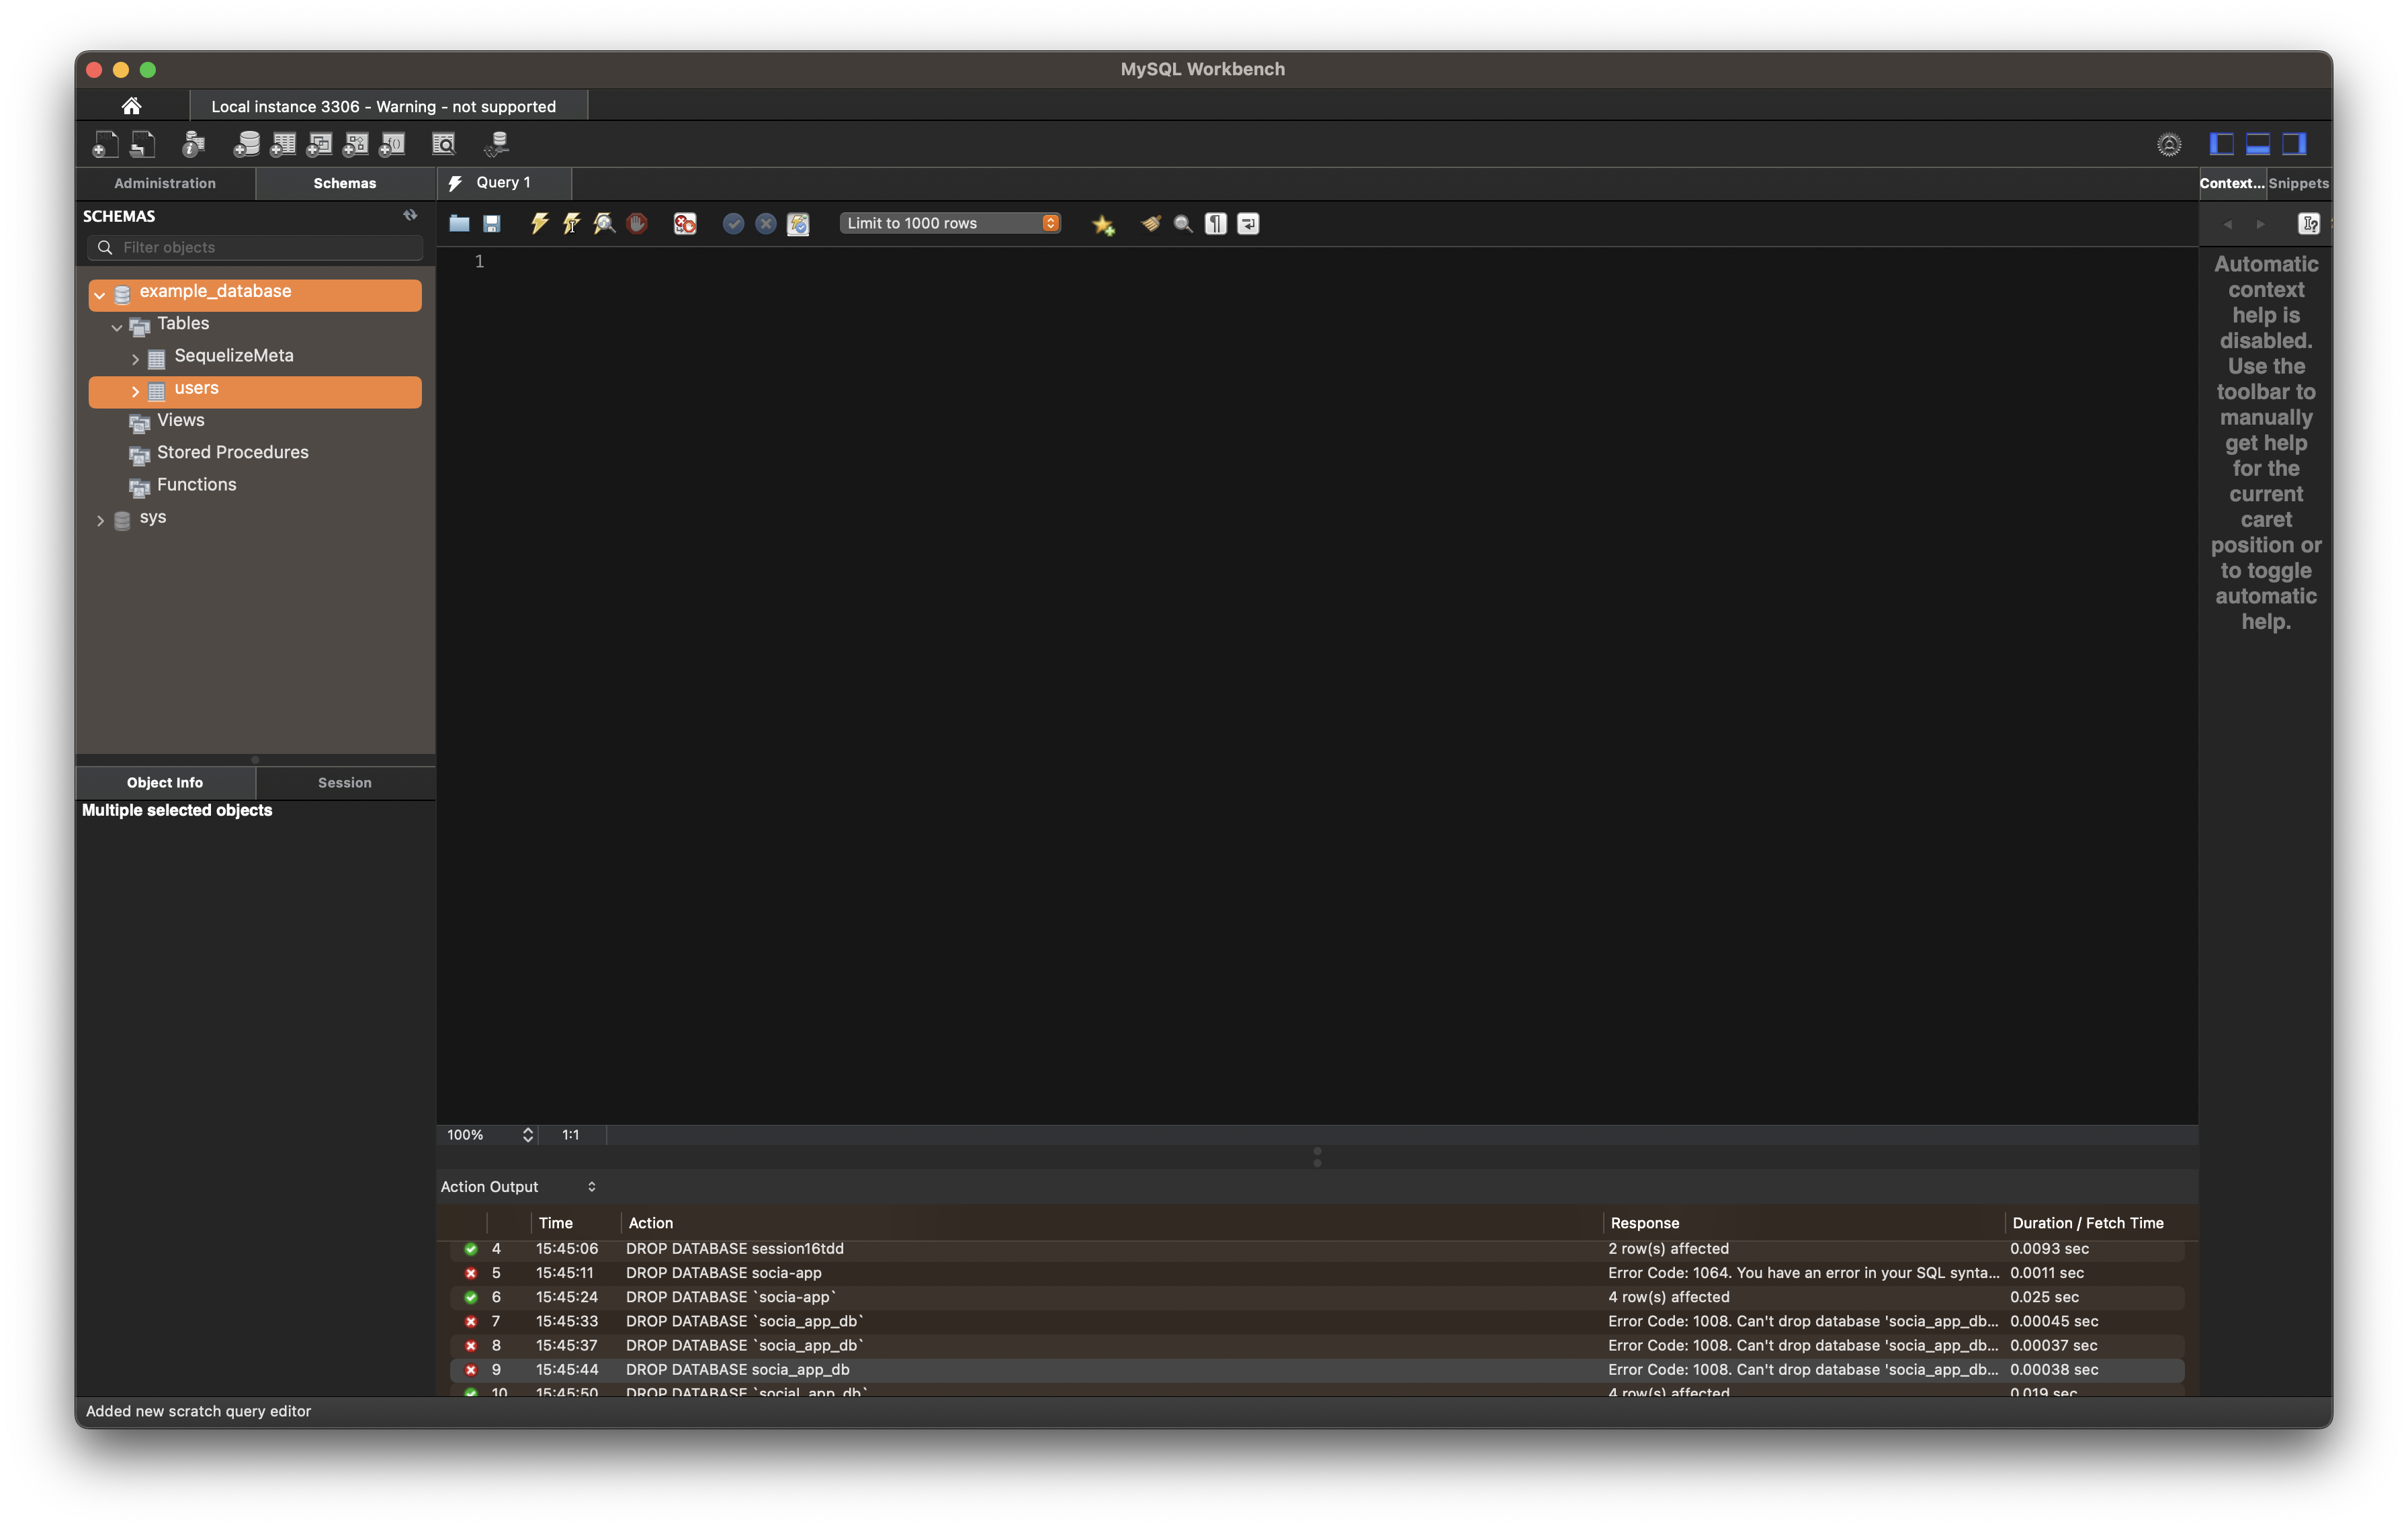 MySQL Workbench
Local instance 3306 - Warning - not supported
Administration
Schemas
Query 1
Context...
Snippets
SCHEMAS
Filter objects
Limit to 1000 rows
1
example_database
Tables
SequelizeMeta
users
Views
Stored Procedures
Functions
sys
Automatic
context
help is
disabled.
Use the
toolbar to
manually
get help
for the
current
caret
position or
to toggle
automatic
help.
Object Info
Session
Multiple selected objects
100%
1:1
Action Output
Time Action Response Duration / Fetch Time
4 15:45:06 DROP DATABASE session16tdd 2 row(s) affected 0.0093 sec
5 15:45:11 DROP DATABASE socia-app Error Code: 1064. You have an error in your SQL synta... 0.0011 sec
6 15:45:24 DROP DATABASE `socia-app` 4 row(s) affected 0.025 sec
7 15:45:33 DROP DATABASE `socia_app_db` Error Code: 1008. Can't drop database 'socia_app_db... 0.00045 sec
8 15:45:37 DROP DATABASE `socia_app_db` Error Code: 1008. Can't drop database 'socia_app_db... 0.00037 sec
9 15:45:44 DROP DATABASE socia_app_db Error Code: 1008. Can't drop database 'socia_app_db... 0.00038 sec
10 15:45:50 DROP DATABASE `social_app_db` 4 row(s) affected 0.019 sec
Added new scratch query editor